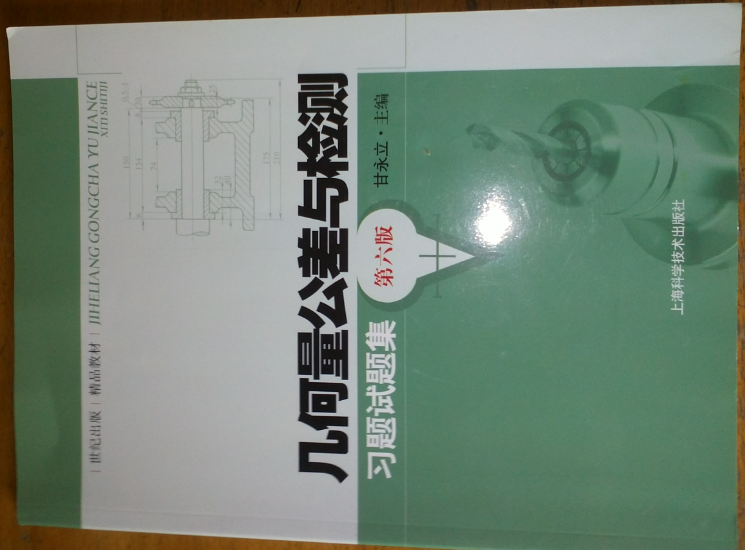 世纪出版 | 精品教材 | JIHELIANG GONGCHA YU JIANCE
XITI SHITIJI
几何量公差与检测
习题试题集
第六版
甘永立·主编
上海科学技术出版社